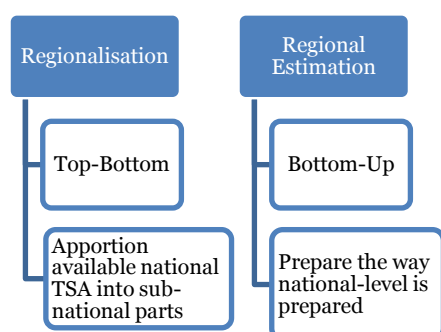 Regionalisation
Top-Bottom
Apportion
available national
TSA into sub-
national parts
Regional
Estimation
Bottom-Up
Prepare the way
national-level is
prepared